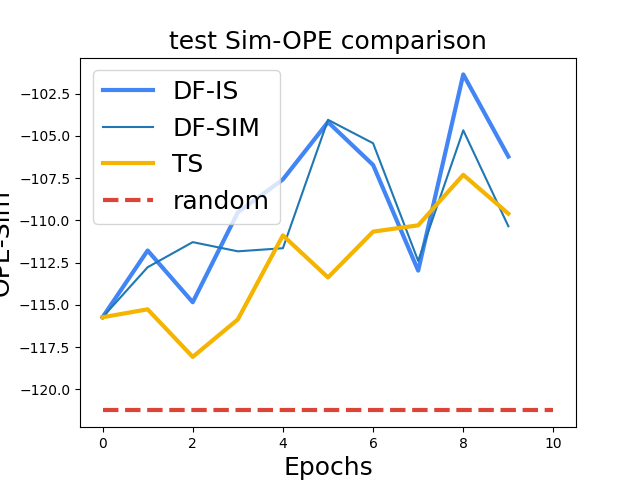 test Sim-OPE comparison
DF-IS
DF-SIM
TS
random
−102.5
−105.0
−107.5
−110.0
−112.5
−115.0
−117.5
−120.0
OPE-sim
0 2 4 6 8 10
Epochs